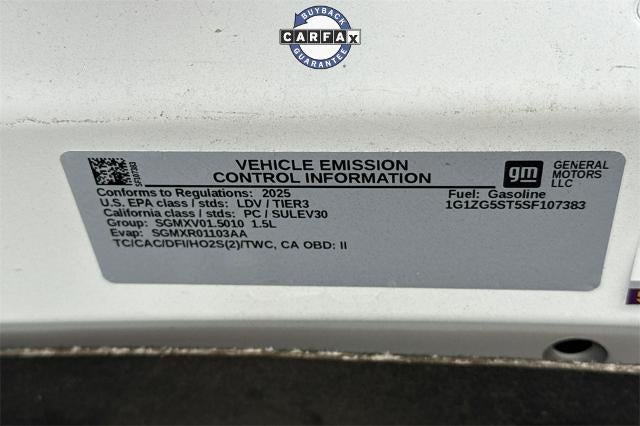 BUYBACK
CARFAX
GUARANTEE
VEHICLE EMISSION
CONTROL INFORMATION
gm
GENERAL
MOTORS
LLC
SF107383
Conforms to Regulations: 2025
Fuel: Gasoline
U.S. EPA class / stds: LDV / TIER3
1G1ZG5ST5SF107383
California class / stds: PC / SULEV30
Group: SGMXV01.5010 1.5L
Evap: SGMXR01103AA
TC/CAC/DFI/HO2S(2)/TWC, CA OBD: II